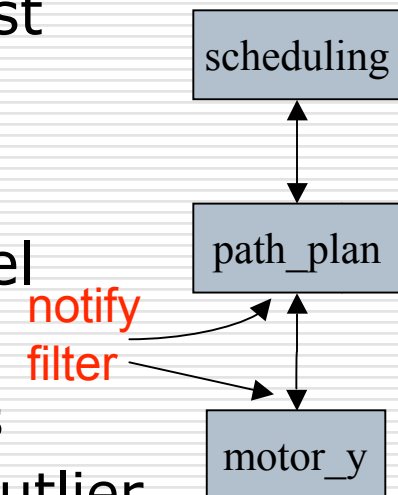 st
scheduling
path_plan
el
notify
filter
s
motor_y
utlier